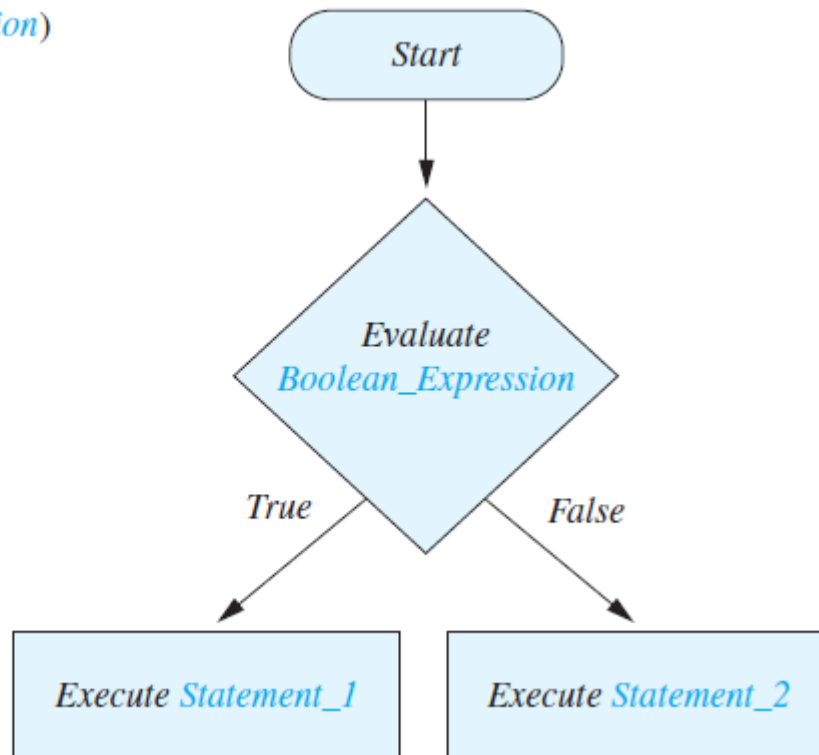 ion)
Start
Evaluate
Boolean_Expression
True
False
Execute Statement_1
Execute Statement_2